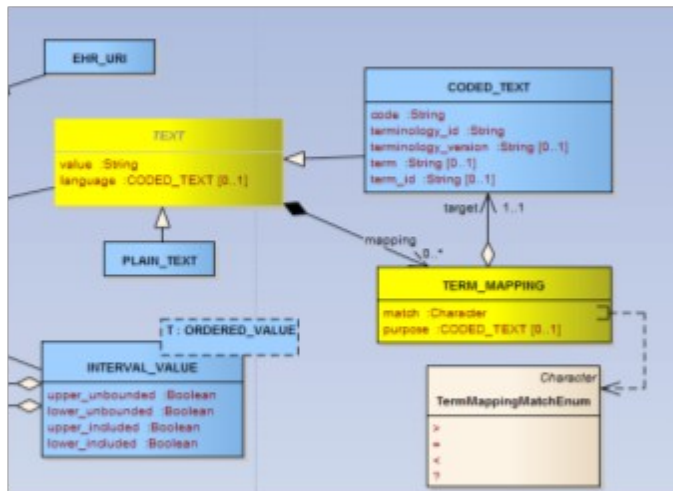 EHR_URI
CODED_TEXT
code :String
terminology_id :String
terminology_version :String [0..1]
term :String [0..1]
term_id :String [0..1]
TEXT
value :String
language :CODED_TEXT [0..1]
PLAIN_TEXT
target
1..1
mapping
0..*
TERM_MAPPING
match :Character
purpose :CODED_TEXT [0..1]
T : ORDERED_VALUE
INTERVAL_VALUE
upper_unbounded :Boolean
lower_unbounded :Boolean
upper_included :Boolean
lower_included :Boolean
Character
TermMappingMatchEnum
>
=
<
?